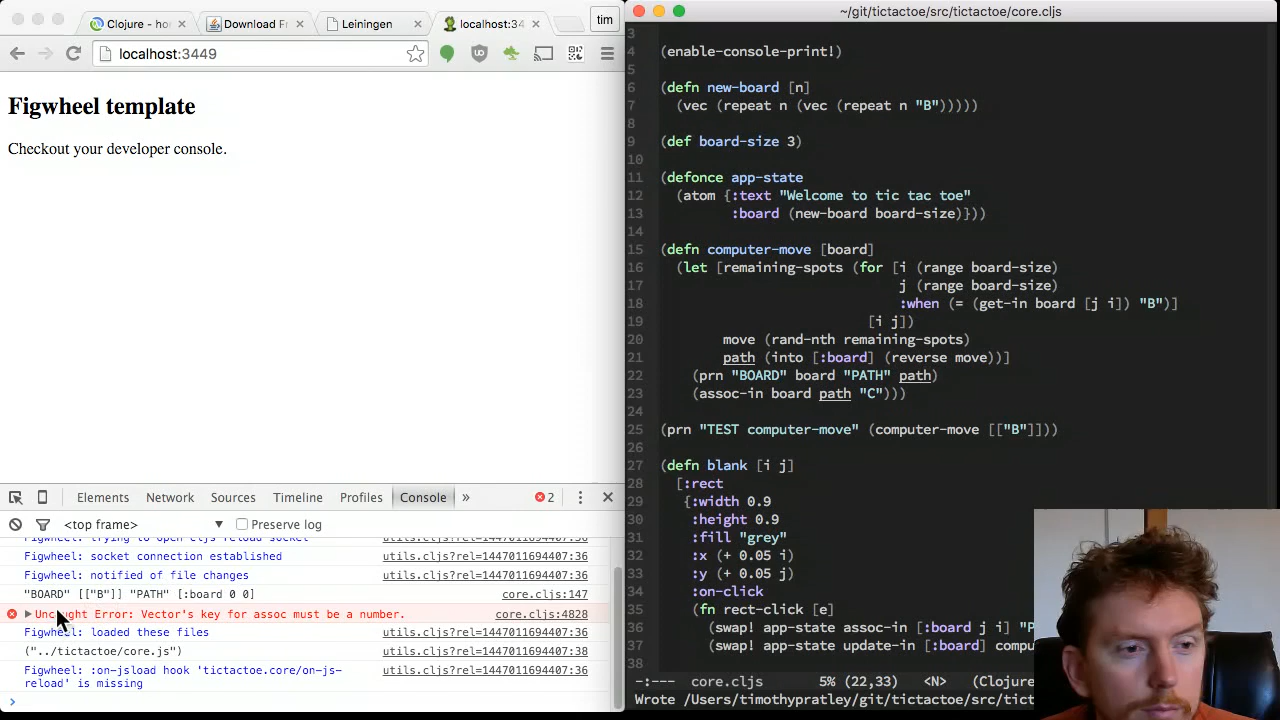 Clojure - ho
Download F
Leiningen
localhost:34
tim
localhost:3449
Figwheel template
Checkout your developer console.
Elements Network Sources Timeline Profiles Console » 2
<top frame> Preserve log
Figwheel: trying to open cljs reload socket utils.cljs?rel=1447011694407:36
Figwheel: socket connection established utils.cljs?rel=1447011694407:36
Figwheel: notified of file changes utils.cljs?rel=1447011694407:36
"BOARD" [["B"]] "PATH" [:board 0 0] core.cljs:147
Uncaught Error: Vector's key for assoc must be a number. core.cljs:4828
Figwheel: loaded these files utils.cljs?rel=1447011694407:36
("../tictactoe/core.js") utils.cljs?rel=1447011694407:38
Figwheel: :on-jsload hook 'tictactoe.core/on-js- utils.cljs?rel=1447011694407:36
reload' is missing
>
~/git/tictactoe/src/tictactoe/core.cljs
3
4 (enable-console-print!)
5
6 (defn new-board [n]
7 (vec (repeat n (vec (repeat n "B")))))
8
9 (def board-size 3)
10
11 (defonce app-state
12 (atom {:text "Welcome to tic tac toe"
13 :board (new-board board-size)}))
14
15 (defn computer-move [board]
16 (let [remaining-spots (for [i (range board-size)
17 j (range board-size)
18 :when (= (get-in board [j i]) "B")]
19 [i j])
20 move (rand-nth remaining-spots)
21 path (into [:board] (reverse move))]
22 (prn "BOARD" board "PATH" path)
23 (assoc-in board path "C")))
24
25 (prn "TEST computer-move" (computer-move [["B"]]))
26
27 (defn blank [i j]
28 [:rect
29 {:width 0.9
30 :height 0.9
31 :fill "grey"
32 :x (+ 0.05 i)
33 :y (+ 0.05 j)
34 :on-click
35 (fn rect-click [e]
36 (swap! app-state assoc-in [:board j i] "P
37 (swap! app-state update-in [:board] compu
38
-:--- core.cljs 5% (22,33) <N> (Clojure
Wrote /Users/timothypratley/git/tictactoe/src/tict